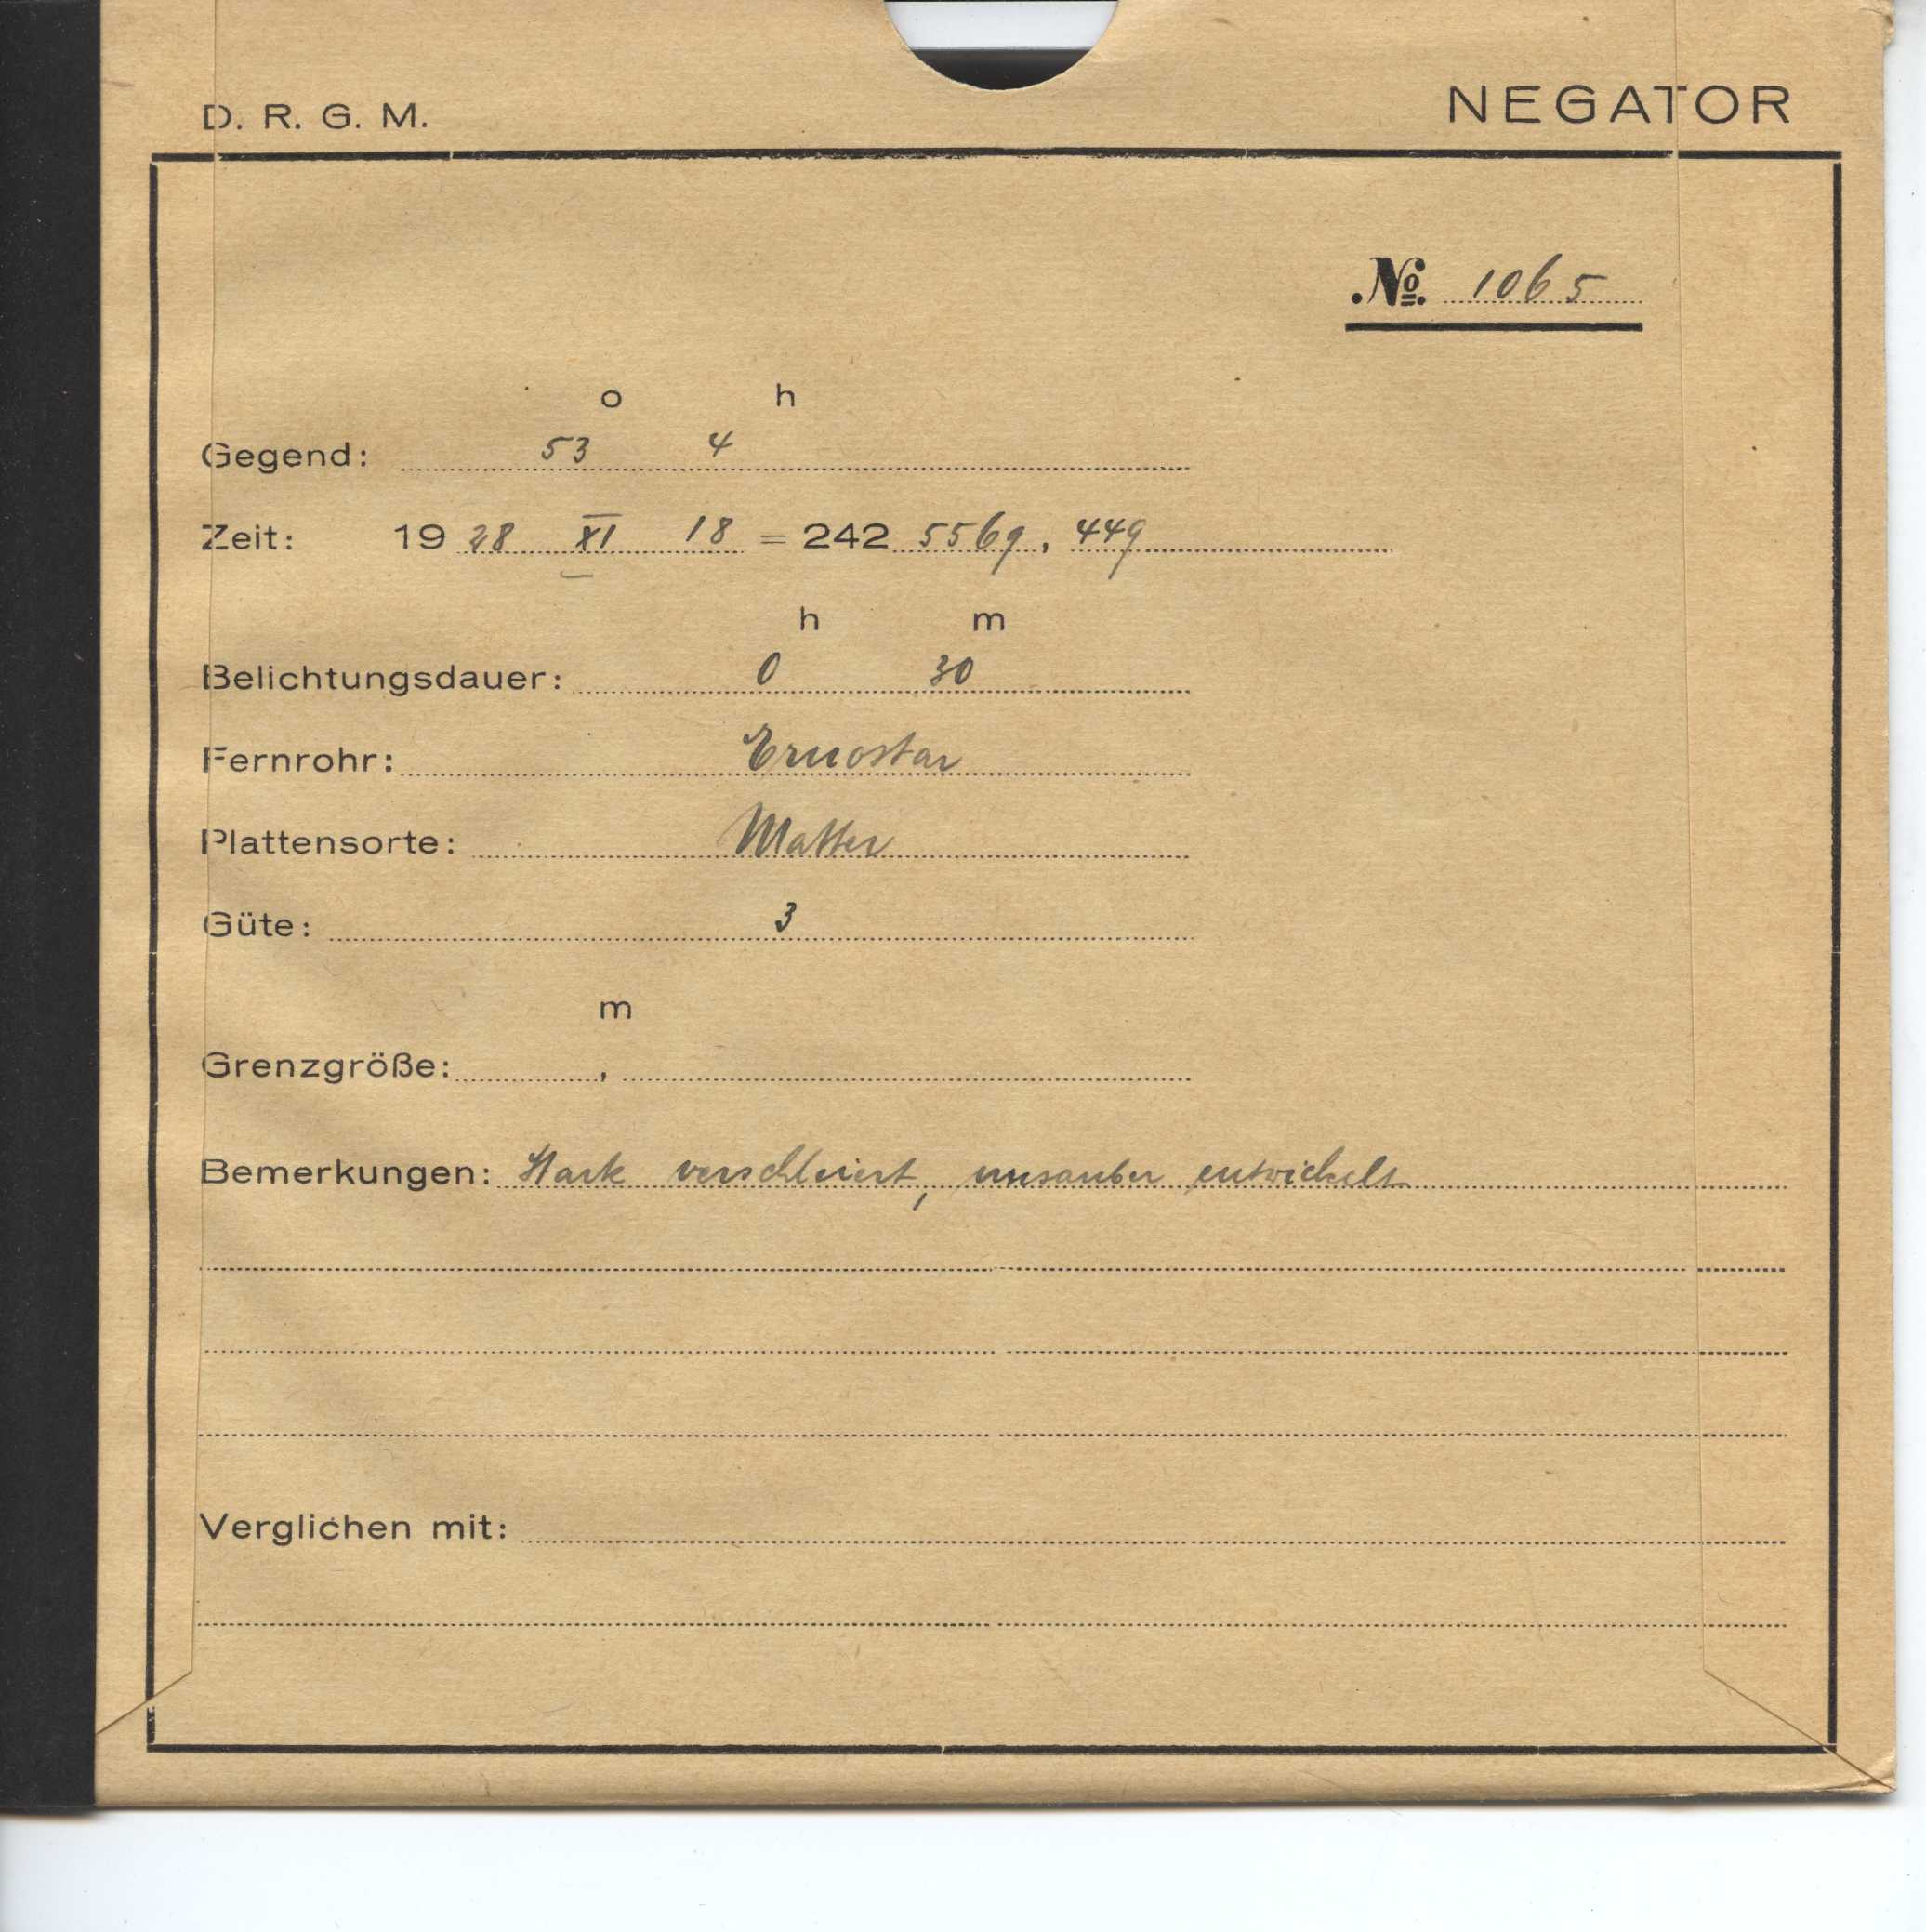 D. R. G. M. NEGATOR
№. 1065
o h
Gegend: 53 4
Zeit: 19 28 XI 18 = 242 5569, 449
h m
Belichtungsdauer: 0 30
Fernrohr: Ernostar
Plattensorte: Matter
Güte: 3
m
Grenzgröße: ,
Bemerkungen: Stark verschleiert, unsauber entwickelt
Verglichen mit: